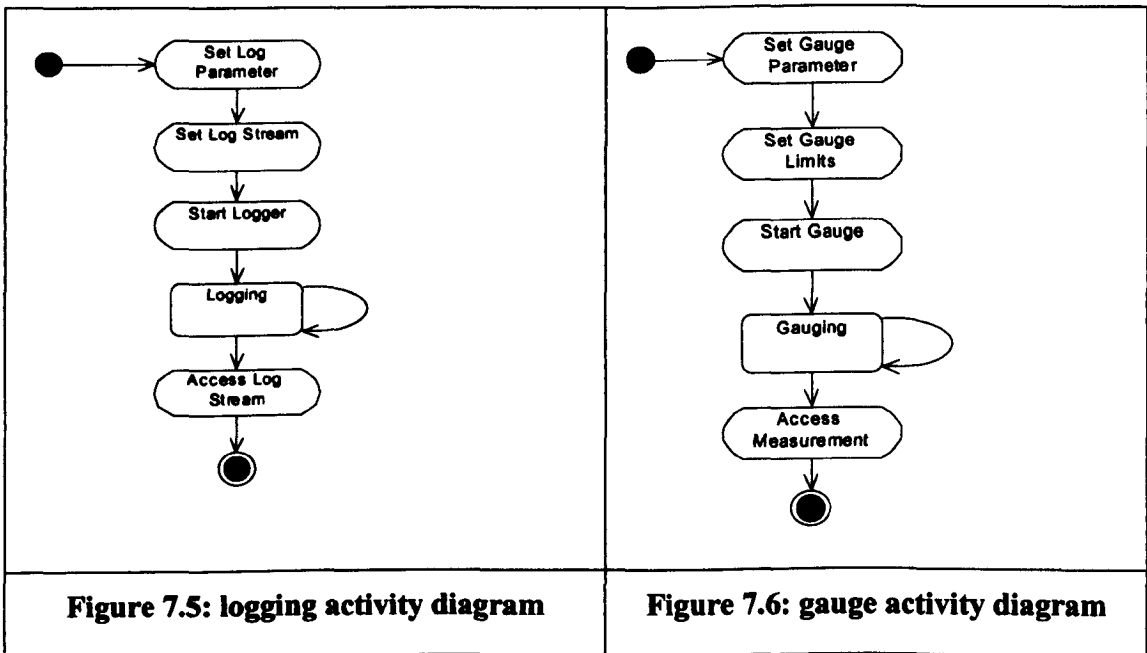 Set Log
Parameter
Set Log Stream
Start Logger
Logging
Access Log
Stream
Figure 7.5: logging activity diagram
Set Gauge
Parameter
Set Gauge
Limits
Start Gauge
Gauging
Access
Measurement
Figure 7.6: gauge activity diagram